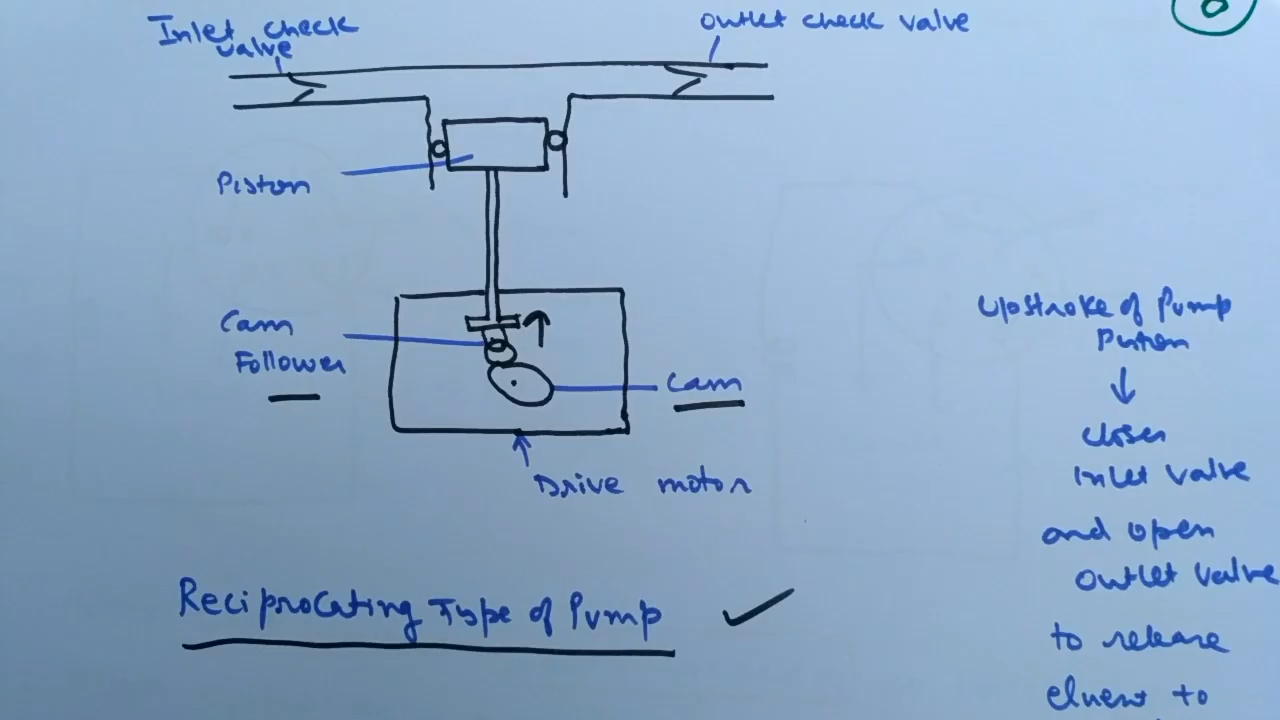 Inlet check
valve
outlet check valve
8
Piston
Cam
Follower
Cam
Drive motor
Reciprocating Type of Pump
Upstroke of Pump
Piston
closes
Inlet valve
and open
outlet valve
to release
eluent to